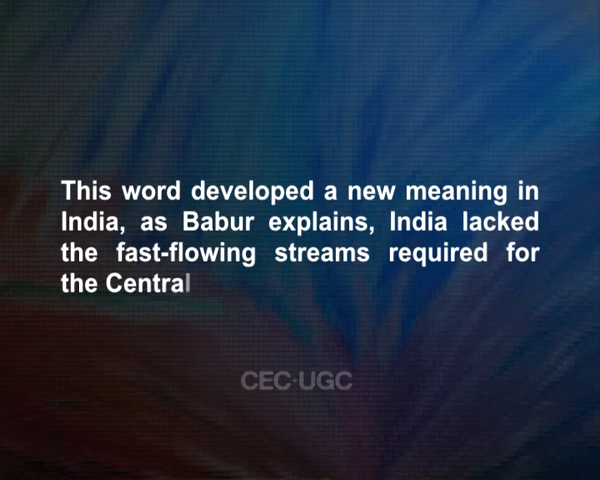 This word developed a new meaning in
India, as Babur explains, India lacked
the fast-flowing streams required for
the Central
CEC-UGC